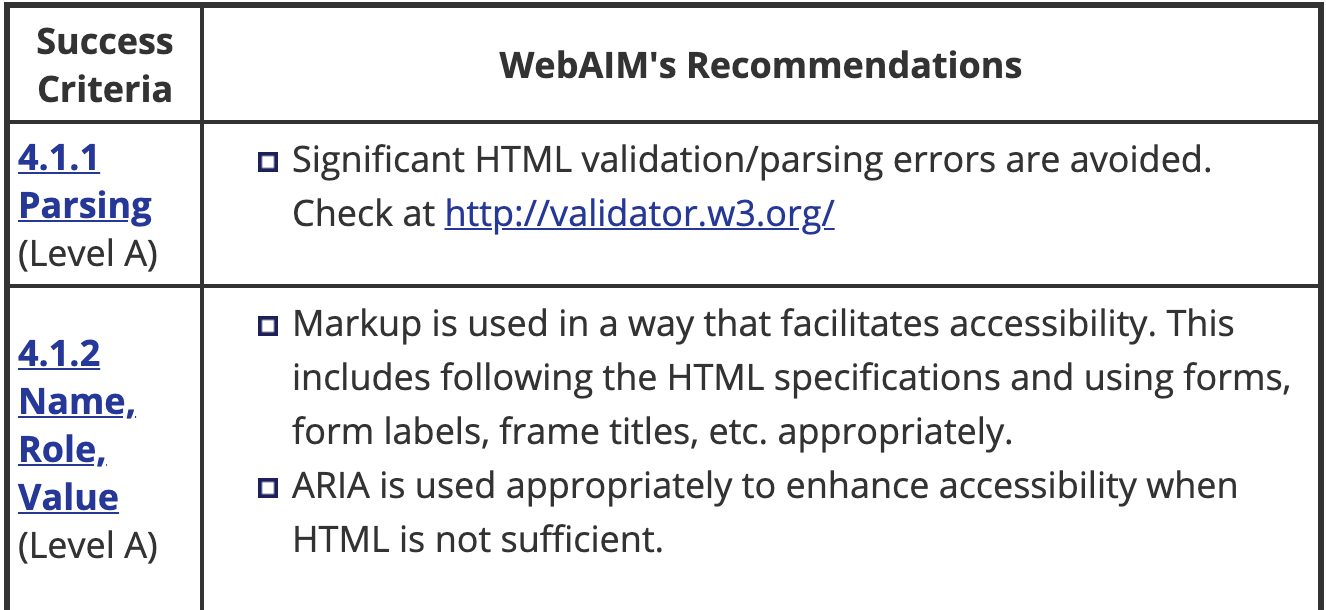 Success
Criteria
WebAIM's Recommendations
4.1.1
Parsing
(Level A)
Significant HTML validation/parsing errors are avoided.
Check at http://validator.w3.org/
4.1.2
Name,
Role,
Value
(Level A)
Markup is used in a way that facilitates accessibility. This
includes following the HTML specifications and using forms,
form labels, frame titles, etc. appropriately.
ARIA is used appropriately to enhance accessibility when
HTML is not sufficient.